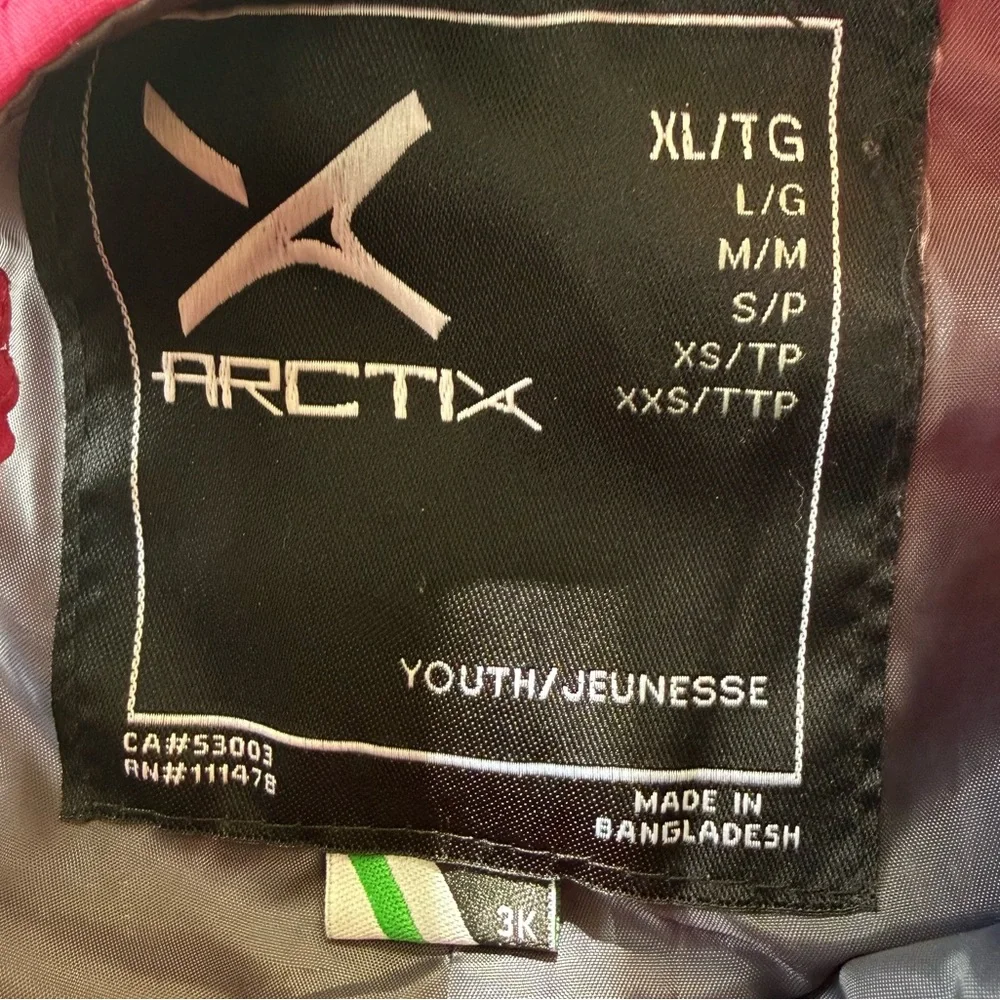 XL/TG
L/G
M/M
S/P
XS/TP
XXS/TTP
ARCTIX
YOUTH/JEUNESSE
CA#53003
RN#111478
MADE IN
BANGLADESH
3K